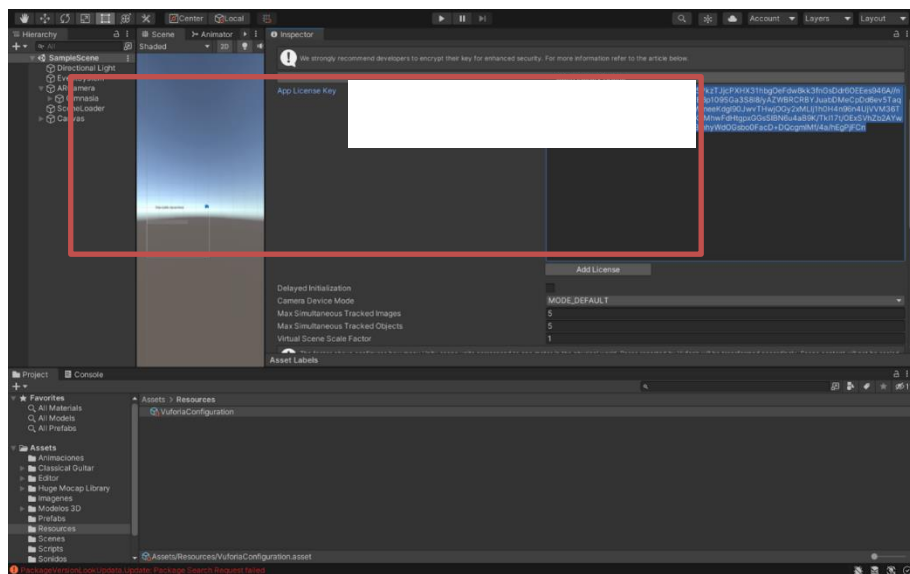 Center
Local
Account
Layers
Layout
Hierarchy
Scene
Animator
Inspector
All
Shaded
2D
SampleScene
Directional Light
ARCamera
Gimnasia
SceneLoader
Canvas
We strongly recommend developers to encrypt their key for enhanced security. For more information refer to the article below.
App License Key
Add License
Delayed Initialization
Camera Device Mode
MODE_DEFAULT
Max Simultaneous Tracked Images
5
Max Simultaneous Tracked Objects
5
Virtual Scene Scale Factor
1
Asset Labels
Project
Console
Favorites
All Materials
All Models
All Prefabs
Assets > Resources
VuforiaConfiguration
Assets
Animaciones
Classical Guitar
Editor
Huge Mocap Library
Imagenes
Modelos 3D
Prefabs
Resources
Scenes
Scripts
Sonidos
Assets/Resources/VuforiaConfiguration.asset
PackageVersionLookUpdata.Update: Package Search Request failed